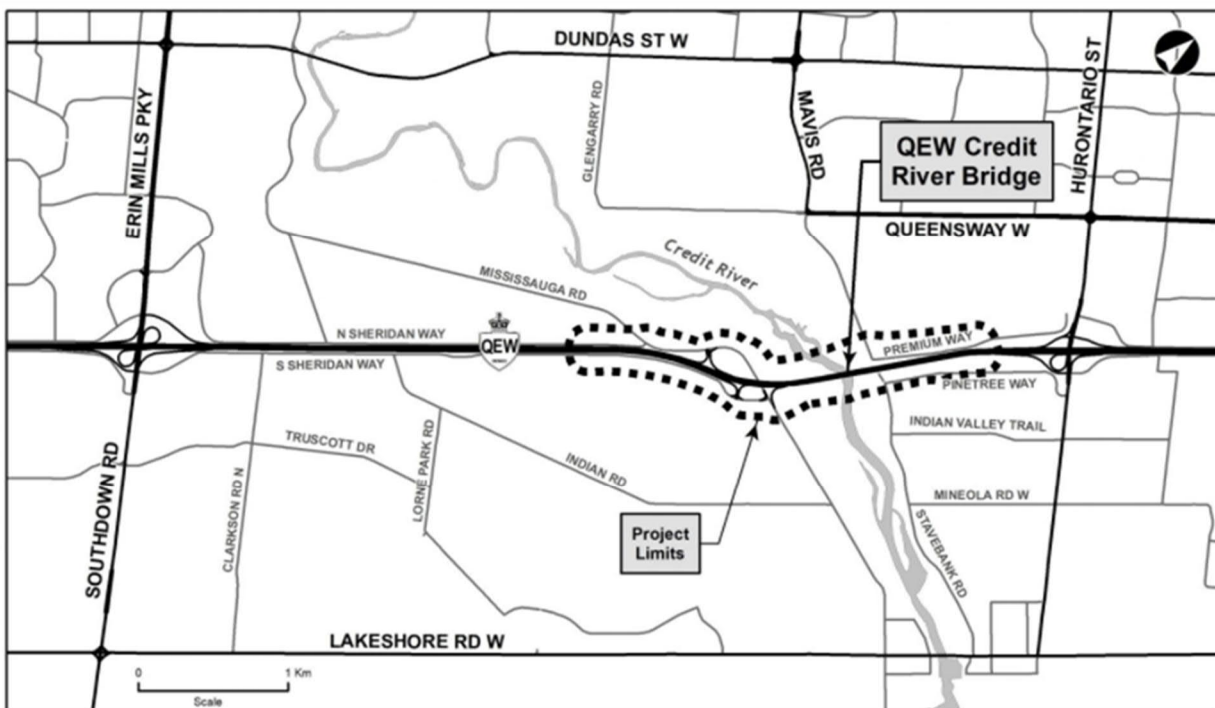 DUNDAS ST W
HURONTARIO ST
GLENGARRY RD
MAVIS RD
QEW Credit
River Bridge
ERIN MILLS PKY
QUEENSWAY W
Credit River
MISSISSAUGA RD
N SHERIDAN WAY
QEW
PREMIUM WAY
S SHERIDAN WAY
PINETREE WAY
INDIAN VALLEY TRAIL
TRUSCOTT DR
LORNE PARK RD
INDIAN RD
MINEOLA RD W
SOUTHDOWN RD
CLARKSON RD N
Project
Limits
STAVEBANK RD
LAKESHORE RD W
0 1 Km
Scale